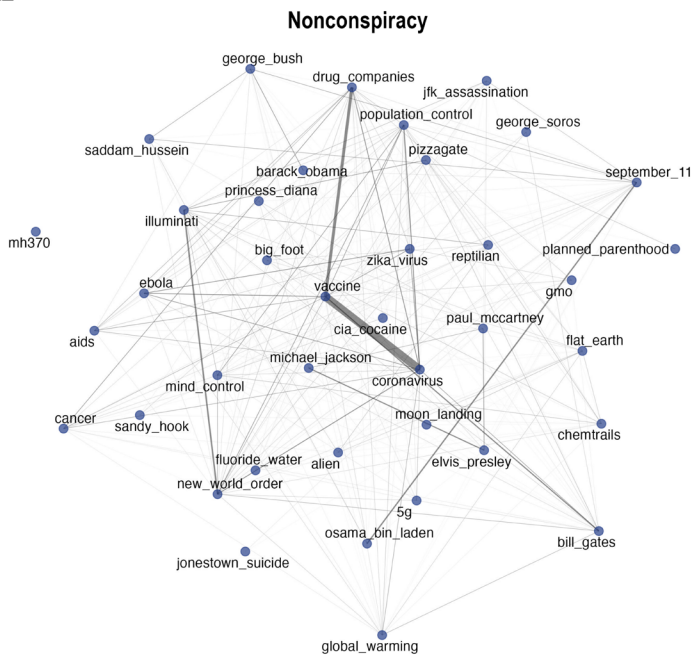 Nonconspiracy
george_bush
drug_companies
jfk_assassination
population_control
george_soros
saddam_hussein
pizzagate
barack_obama
september_11
princess_diana
illuminati
mh370
big_foot
zika_virus
reptilian
planned_parenthood
ebola
vaccine
gmo
cia_cocaine
paul_mccartney
aids
flat_earth
michael_jackson
mind_control
coronavirus
cancer
sandy_hook
moon_landing
chemtrails
fluoride_water
alien
elvis_presley
new_world_order
5g
osama_bin_laden
bill_gates
jonestown_suicide
global_warming